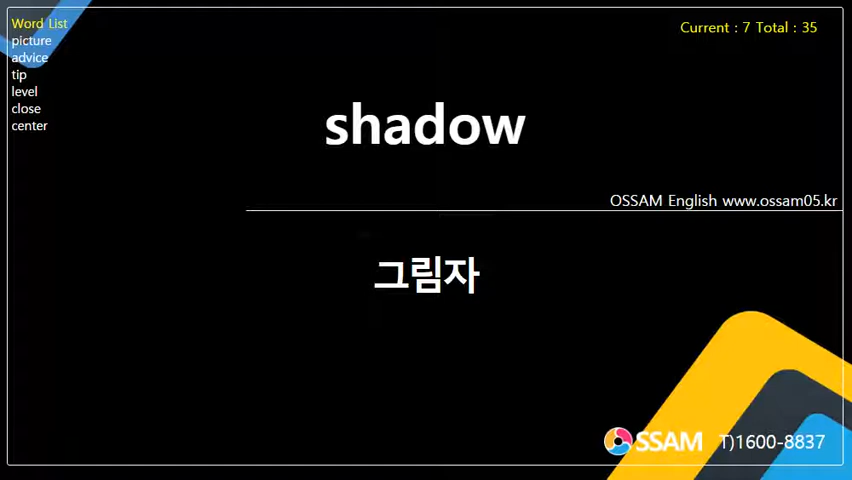 Word List
picture
advice
tip
level
close
center
Current : 7 Total : 35
shadow
OSSAM English www.ossam05.kr
그림자
OSSAM T)1600-8837